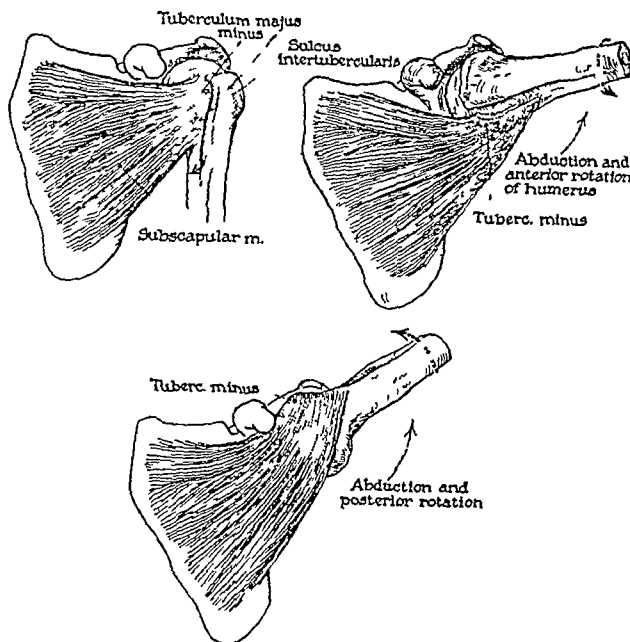 Tuberculum majus
minus
Sulcus
intertubercularis
Subscapular m.
Abduction and
anterior rotation
of humerus
Tuberc. minus
Tuberc. minus
Abduction and
posterior rotation